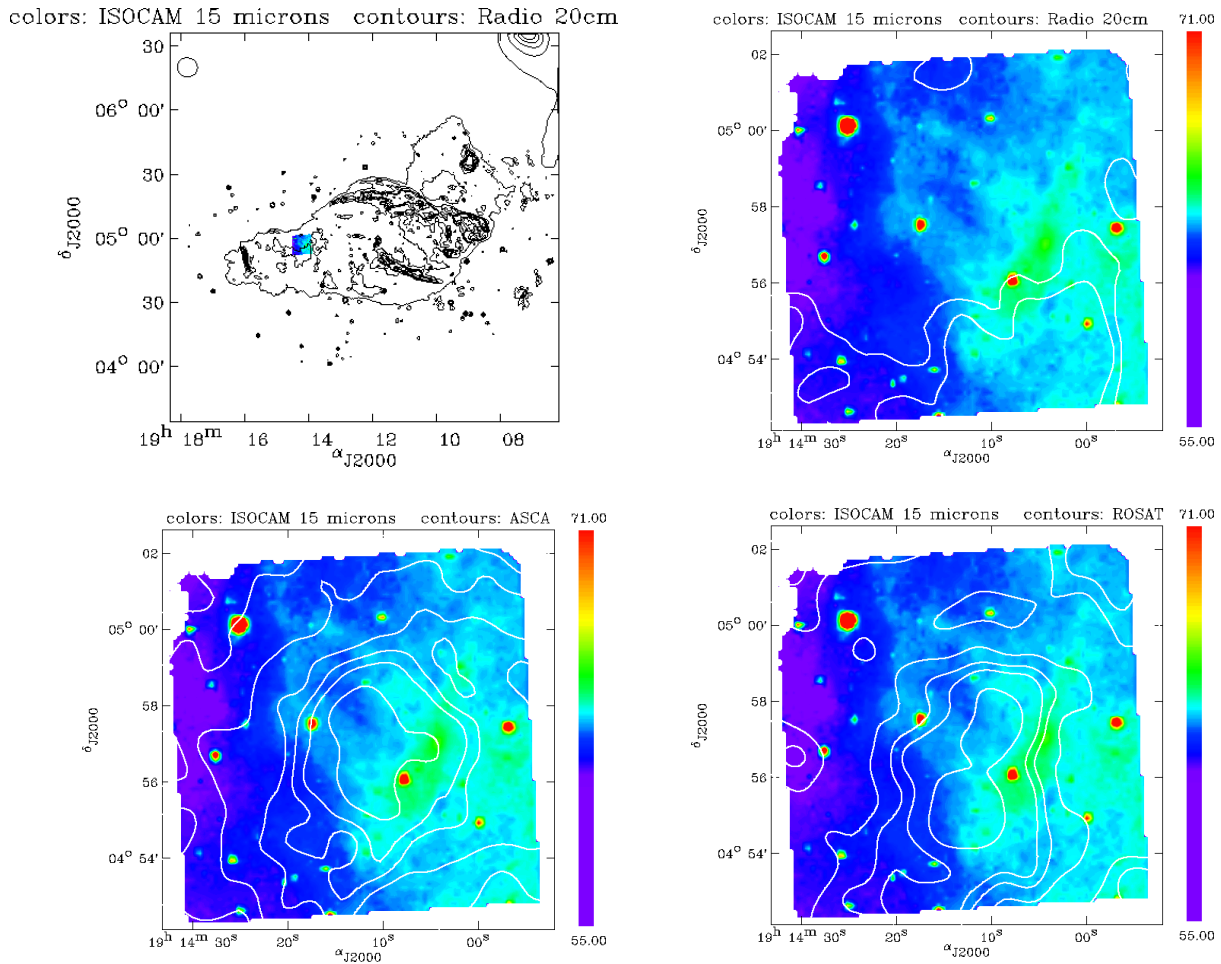 colors: ISOCAM 15 microns contours: Radio 20cm
30
06° 00'
30
05° 00'
30
04° 00'
δJ2000
19h 18m 16 14 12 10 08
αJ2000
colors: ISOCAM 15 microns contours: Radio 20cm
71.00
02
05° 00'
58
56
04° 54'
δJ2000
19h 14m 30s 20s 10s 00s
αJ2000
55.00
colors: ISOCAM 15 microns contours: ASCA
71.00
02
05° 00'
58
56
04° 54'
δJ2000
19h 14m 30s 20s 10s 00s
αJ2000
55.00
colors: ISOCAM 15 microns contours: ROSAT
71.00
02
05° 00'
58
56
04° 54'
δJ2000
19h 14m 30s 20s 10s 00s
αJ2000
55.00